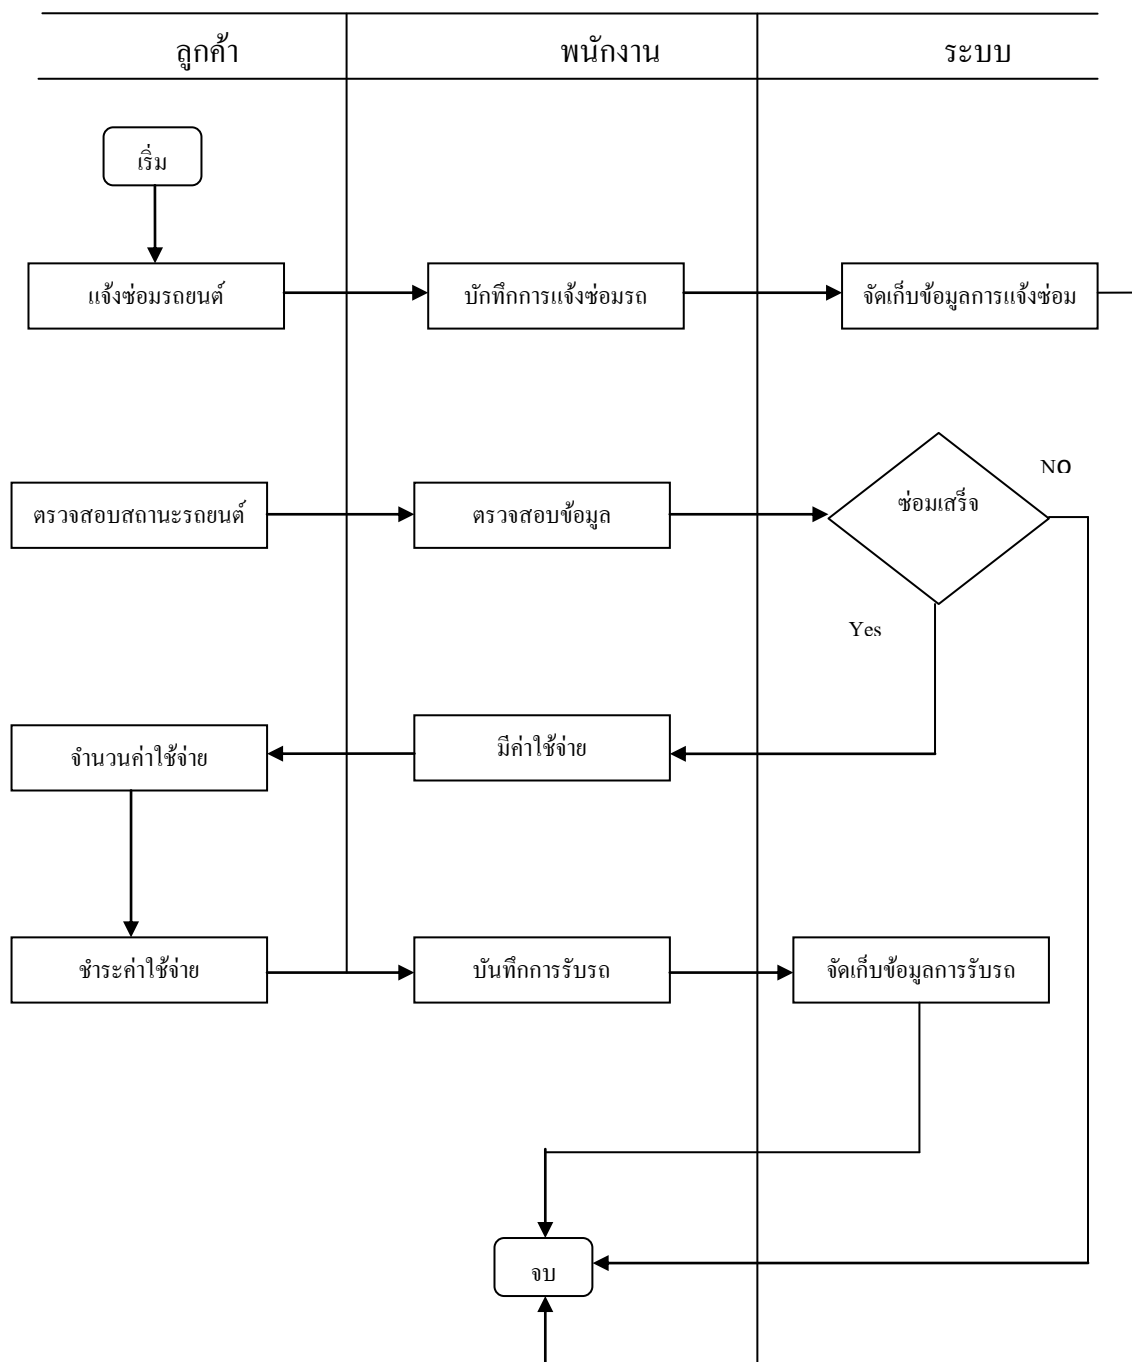 ลูกค้า พนักงาน ระบบ
เริ่ม
แจ้งซ่อมรถยนต์ บักทึกการแจ้งซ่อมรถ จัดเก็บข้อมูลการแจ้งซ่อม
NO
ตรวจสอบสถานะรถยนต์ ตรวจสอบข้อมูล ซ่อมเสร็จ
Yes
จำนวนค่าใช้จ่าย มีค่าใช้จ่าย
ชำระค่าใช้จ่าย บันทึกการรับรถ จัดเก็บข้อมูลการรับรถ
จบ